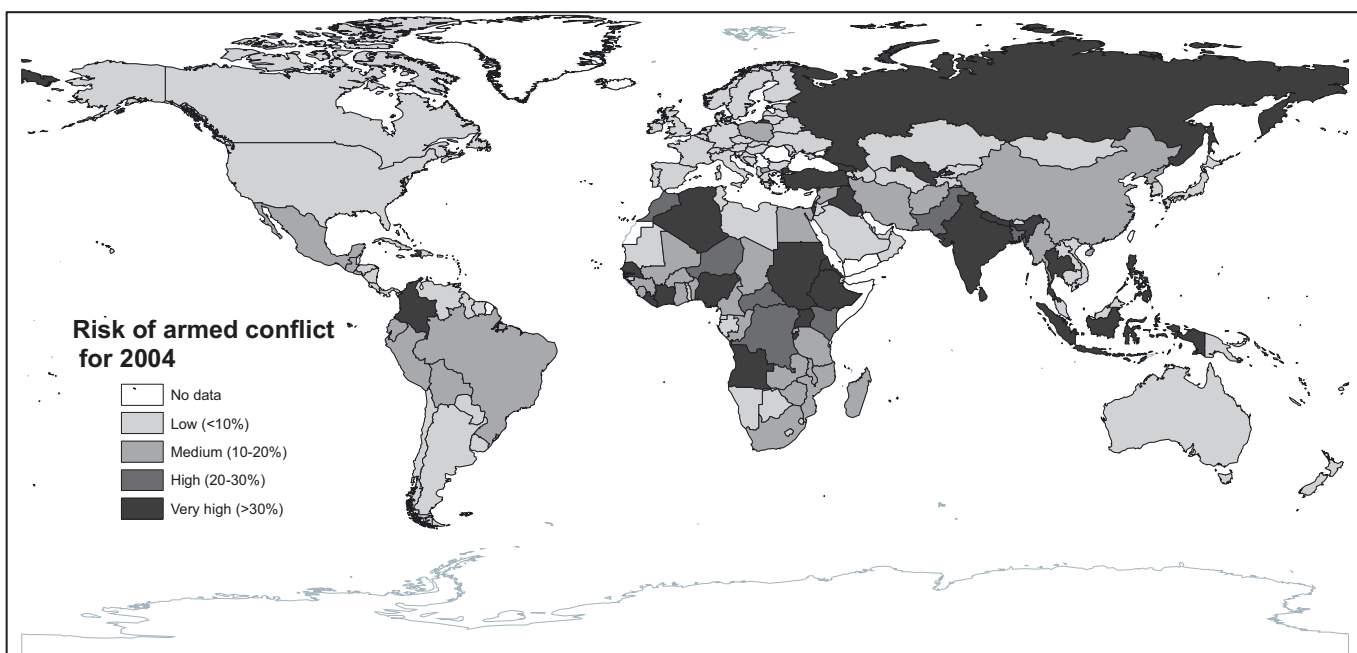 Risk of armed conflict
for 2004
No data
Low (<10%)
Medium (10-20%)
High (20-30%)
Very high (>30%)